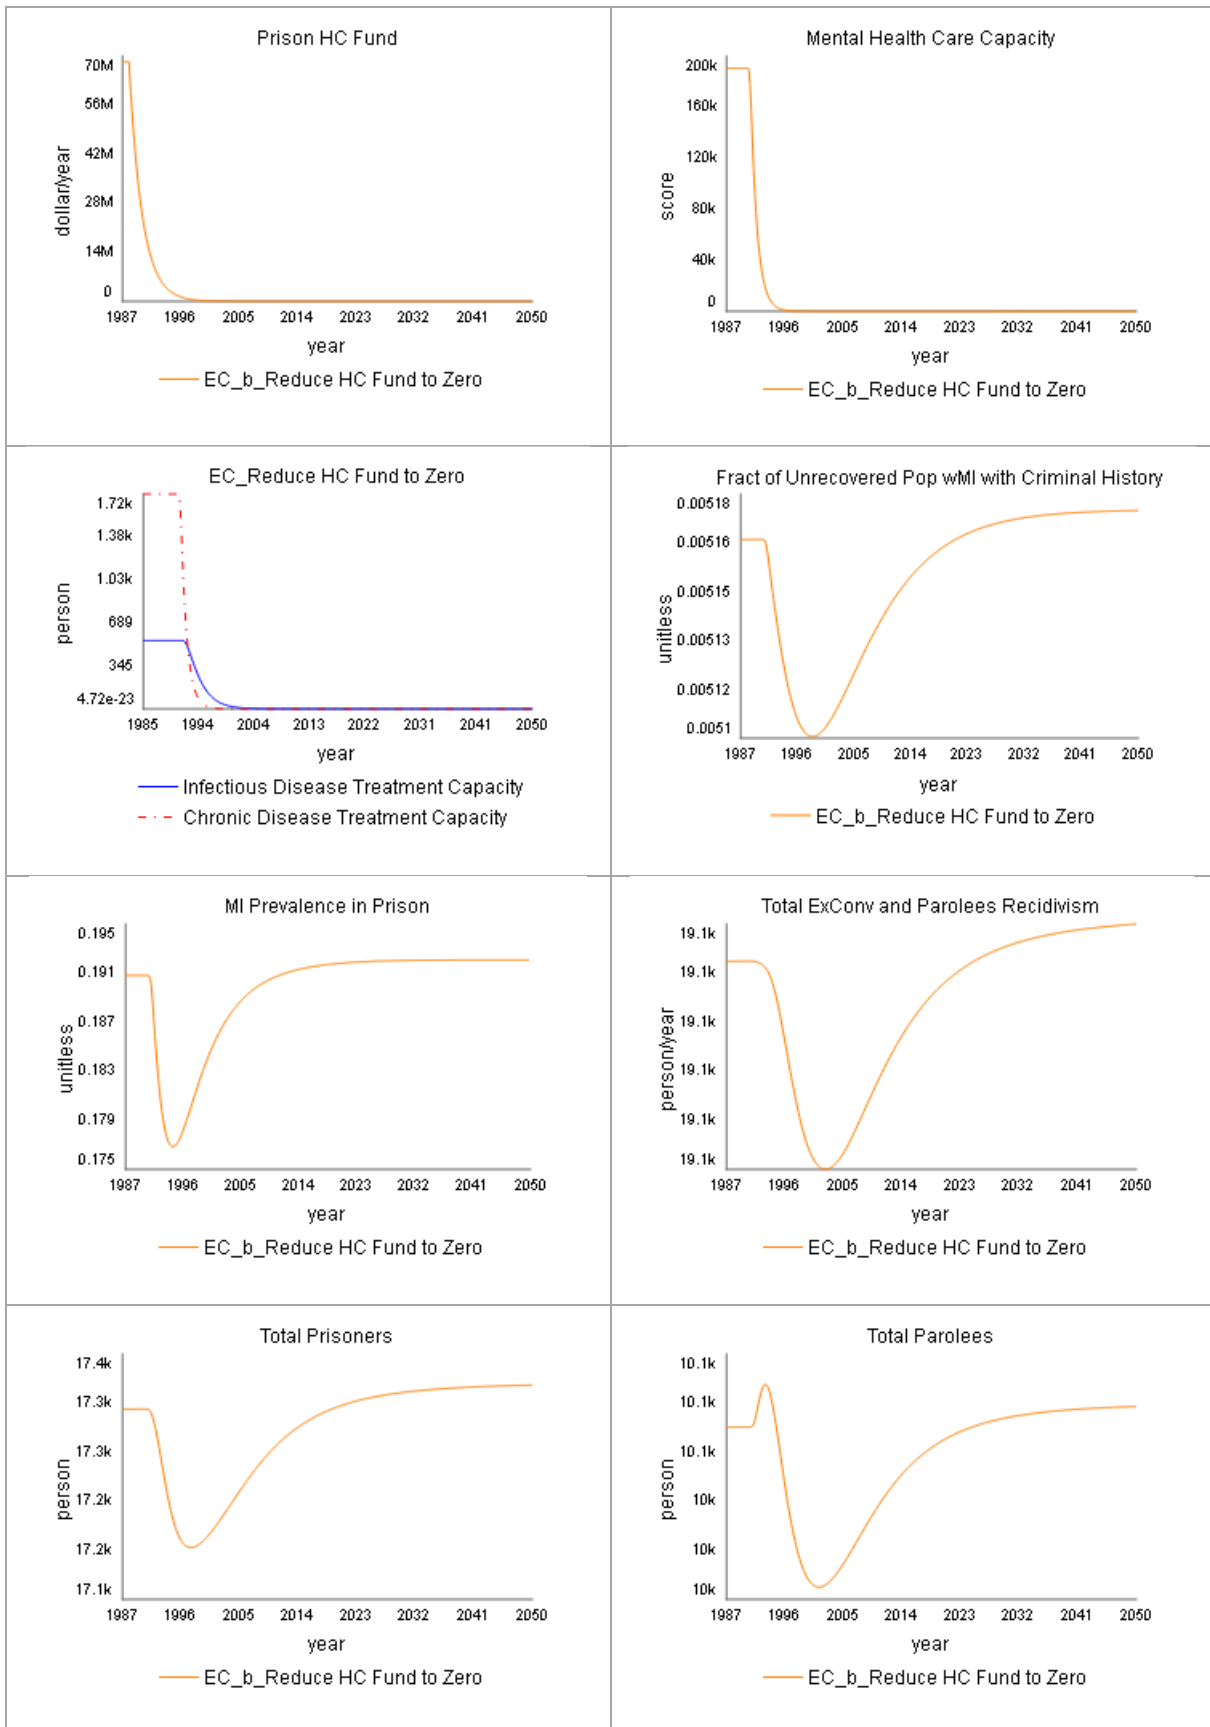 Prison HC Fund
70M
56M
42M
28M
14M
0
dollar/year
1987 1996 2005 2014 2023 2032 2041 2050
year
EC_b_Reduce HC Fund to Zero
Mental Health Care Capacity
200k
160k
120k
80k
40k
0
score
1987 1996 2005 2014 2023 2032 2041 2050
year
EC_b_Reduce HC Fund to Zero
EC_Reduce HC Fund to Zero
1.72k
1.38k
1.03k
689
345
4.72e-23
person
1985 1994 2004 2013 2022 2031 2041 2050
year
Infectious Disease Treatment Capacity
Chronic Disease Treatment Capacity
Fract of Unrecovered Pop wMI with Criminal History
0.00518
0.00516
0.00515
0.00513
0.00512
0.0051
unitless
1987 1996 2005 2014 2023 2032 2041 2050
year
EC_b_Reduce HC Fund to Zero
MI Prevalence in Prison
0.195
0.191
0.187
0.183
0.179
0.175
unitless
1987 1996 2005 2014 2023 2032 2041 2050
year
EC_b_Reduce HC Fund to Zero
Total ExConv and Parolees Recidivism
19.1k
19.1k
19.1k
19.1k
19.1k
19.1k
person/year
1987 1996 2005 2014 2023 2032 2041 2050
year
EC_b_Reduce HC Fund to Zero
Total Prisoners
17.4k
17.3k
17.3k
17.2k
17.2k
17.1k
person
1987 1996 2005 2014 2023 2032 2041 2050
year
EC_b_Reduce HC Fund to Zero
Total Parolees
10.1k
10.1k
10.1k
10k
10k
10k
person
1987 1996 2005 2014 2023 2032 2041 2050
year
EC_b_Reduce HC Fund to Zero